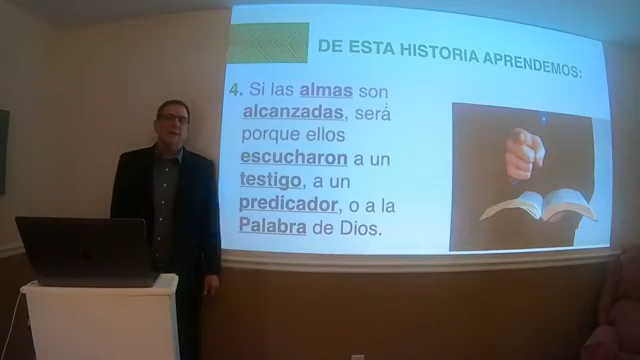 DE ESTA HISTORIA APRENDEMOS:
4. Si las almas son
alcanzadas, será
porque ellos
escucharon a un
testigo, a un
predicador, o a la
Palabra de Dios.